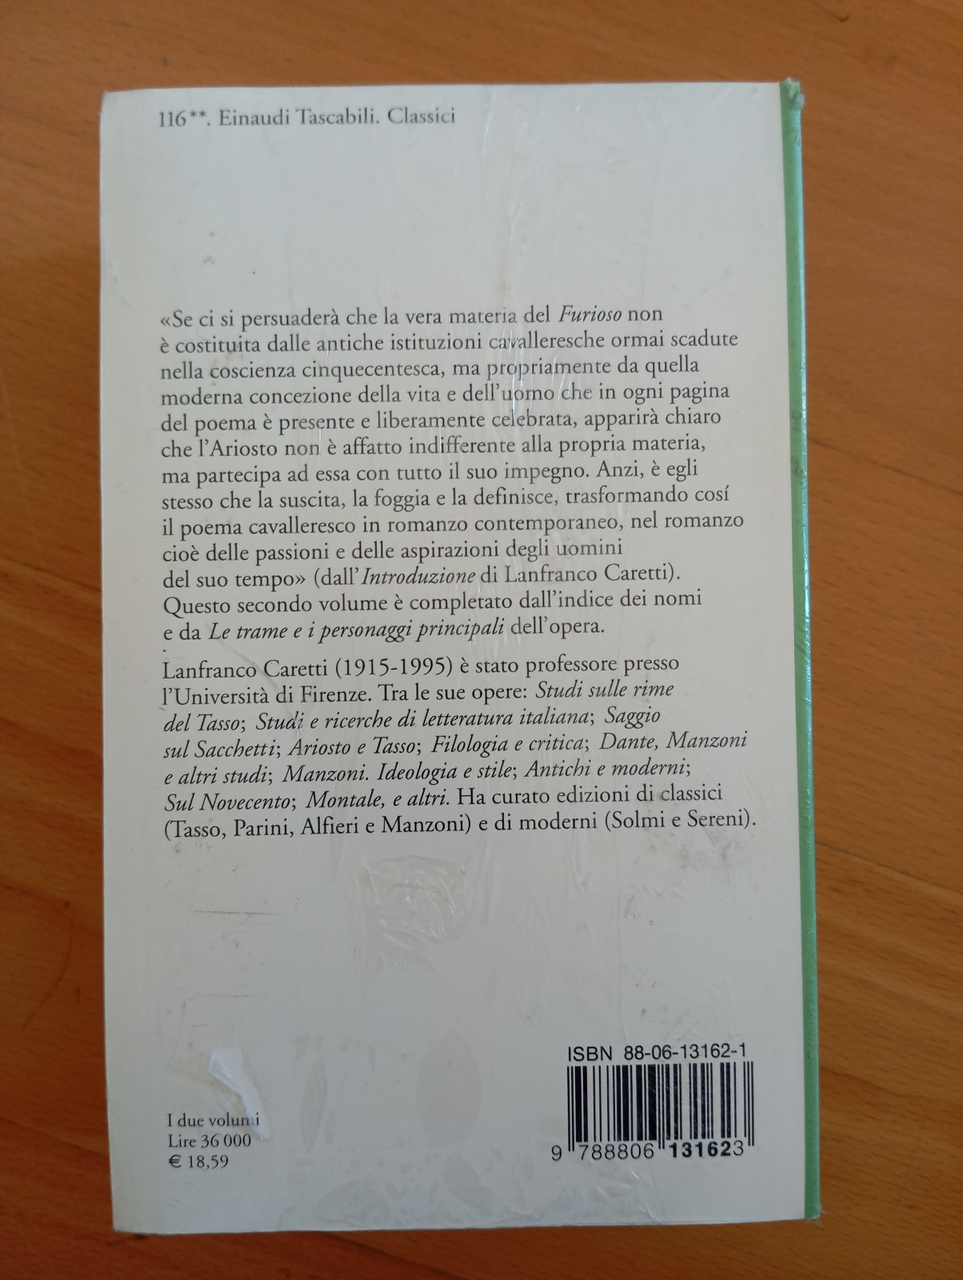 116**. Einaudi Tascabili. Classici
«Se ci si persuaderà che la vera materia del Furioso non
è costituita dalle antiche istituzioni cavalleresche ormai scadute
nella coscienza cinquecentesca, ma propriamente da quella
moderna concezione della vita e dell'uomo che in ogni pagina
del poema è presente e liberamente celebrata, apparirà chiaro
che l'Ariosto non è affatto indifferente alla propria materia,
ma partecipa ad essa con tutto il suo impegno. Anzi, è egli
stesso che la suscita, la foggia e la definisce, trasformando cosí
il poema cavalleresco in romanzo contemporaneo, nel romanzo
cioè delle passioni e delle aspirazioni degli uomini
del suo tempo» (dall'Introduzione di Lanfranco Caretti).
Questo secondo volume è completato dall'indice dei nomi
e da Le trame e i personaggi principali dell'opera.
Lanfranco Caretti (1915-1995) è stato professore presso
l'Università di Firenze. Tra le sue opere: Studi sulle rime
del Tasso; Studi e ricerche di letteratura italiana; Saggio
sul Sacchetti; Ariosto e Tasso; Filologia e critica; Dante, Manzoni
e altri studi; Manzoni. Ideologia e stile; Antichi e moderni;
Sul Novecento; Montale, e altri. Ha curato edizioni di classici
(Tasso, Parini, Alfieri e Manzoni) e di moderni (Solmi e Sereni).
ISBN 88-06-13162-1
9 788806 131623
I due volumi
Lire 36 000
€ 18,59